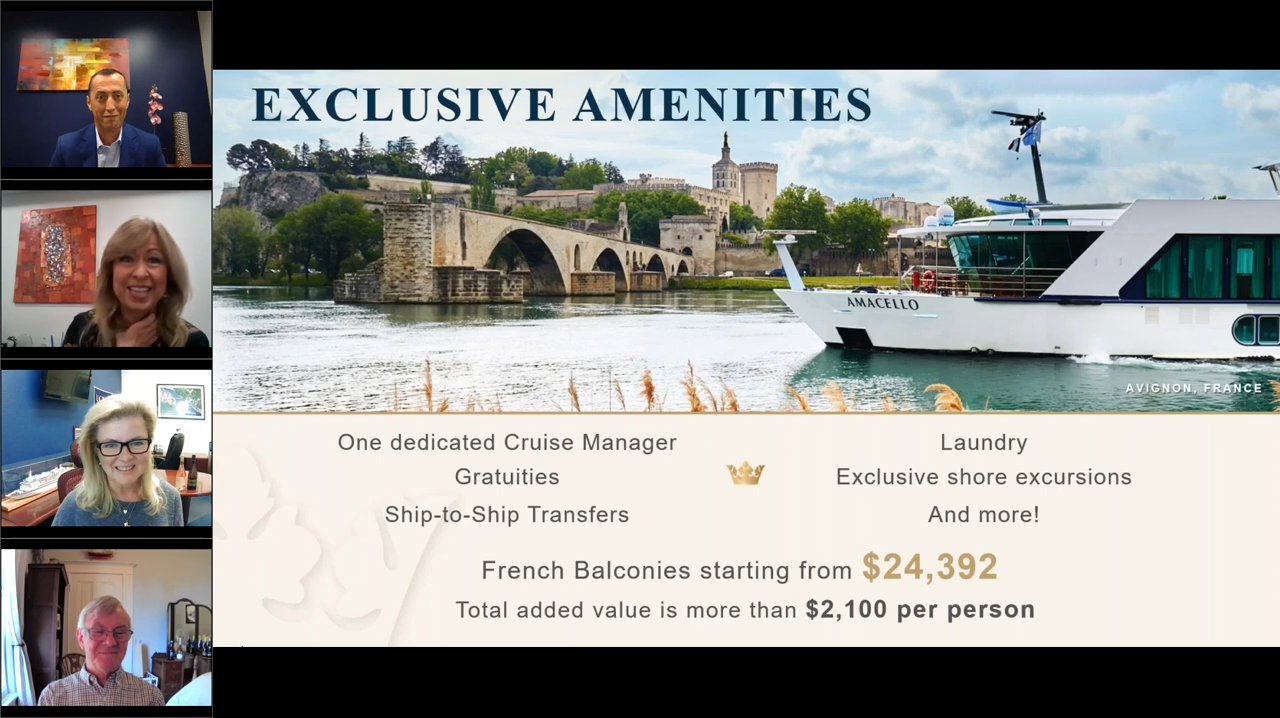 EXCLUSIVE AMENITIES
AMACELLO
AVIGNON, FRANCE
One dedicated Cruise Manager
Gratuities
Ship-to-Ship Transfers
Laundry
Exclusive shore excursions
And more!
French Balconies starting from $24,392
Total added value is more than $2,100 per person